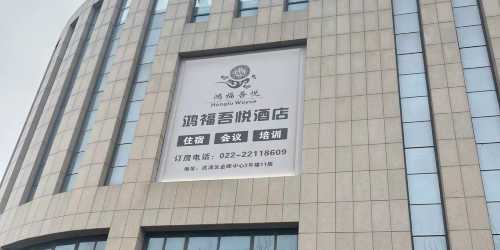 鸿福吾悦
Hongfu Wuyue
鸿福吾悦酒店
住宿 会议 培训
订房电话：022-22118609